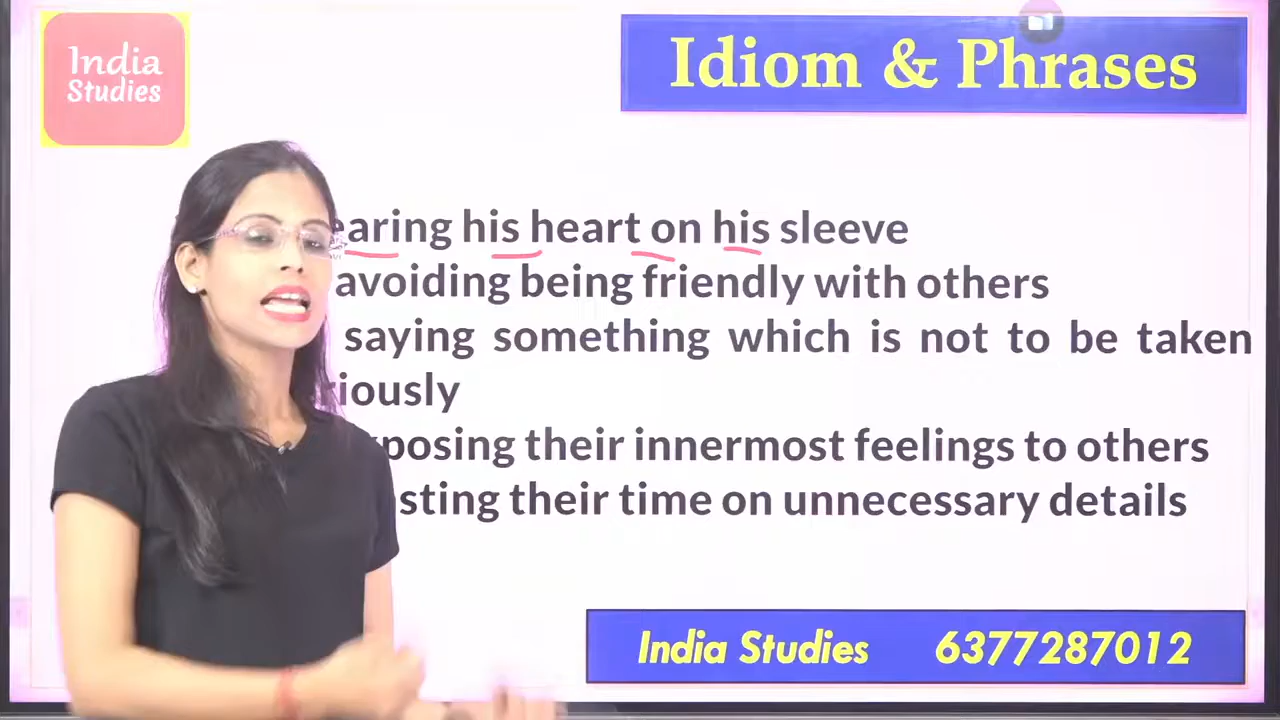 India
Studies
Idiom & Phrases
earing his heart on his sleeve
avoiding being friendly with others
saying something which is not to be taken
riously
posing their innermost feelings to others
sting their time on unnecessary details
India Studies 6377287012